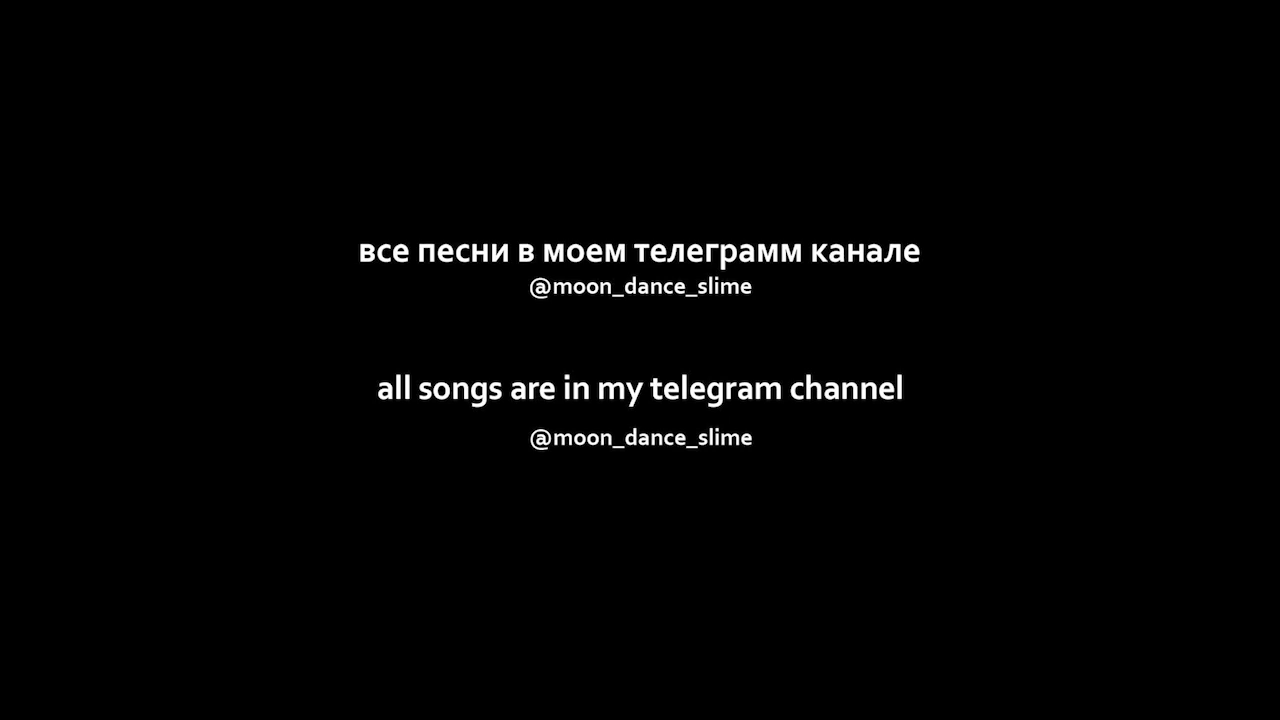 все песни в моем телеграмм канале
@moon_dance_slime
all songs are in my telegram channel
@moon_dance_slime